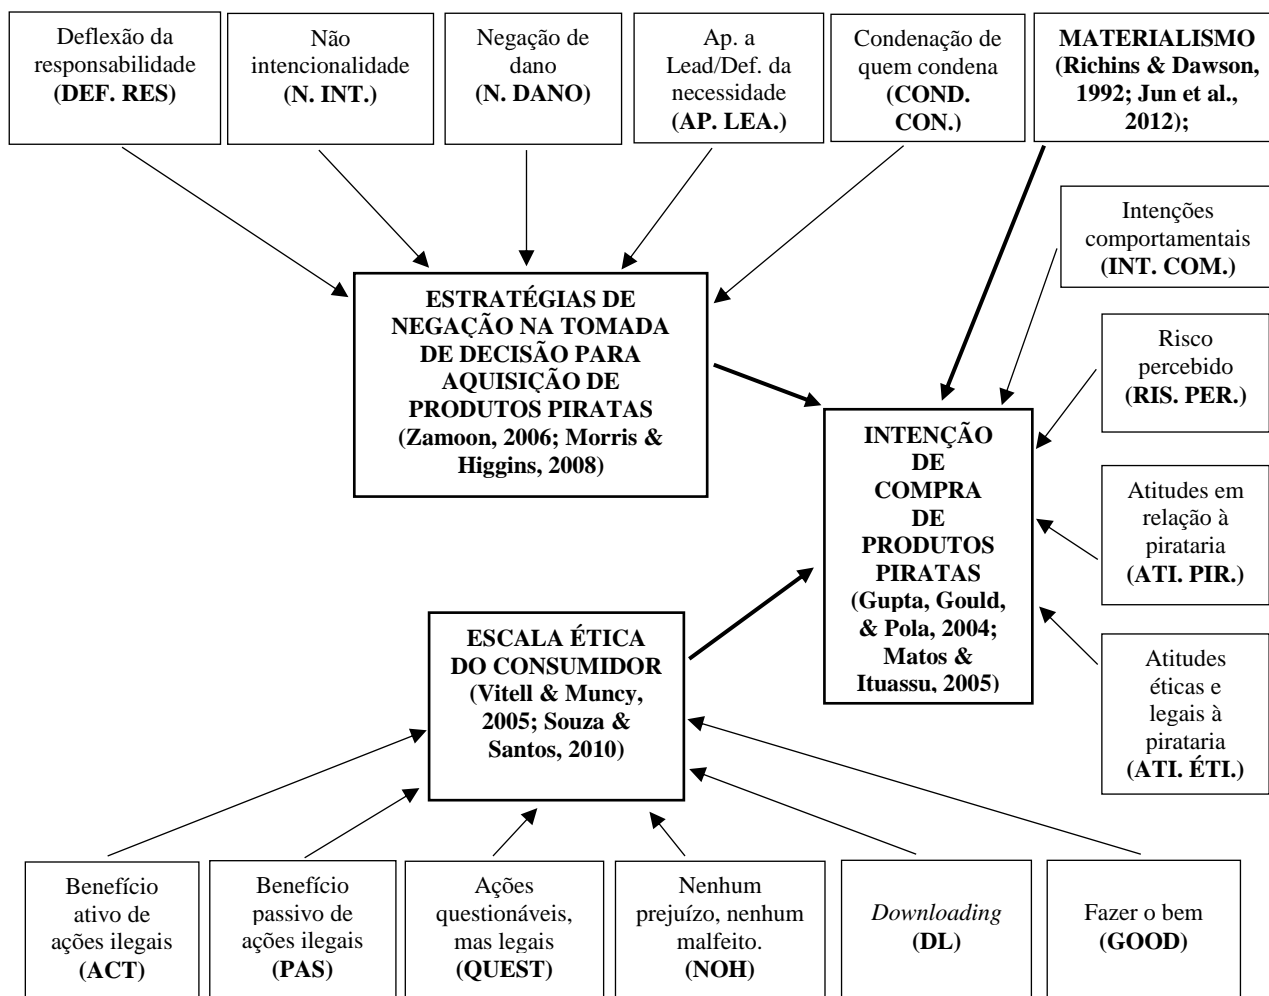 Deflexão da
responsabilidade
(DEF. RES)
Não
intencionalidade
(N. INT.)
Negação de
dano
(N. DANO)
Ap. a
Lead/Def. da
necessidade
(AP. LEA.)
Condenação de
quem condena
(COND.
CON.)
MATERIALISMO
(Richins & Dawson,
1992; Jun et al.,
2012);
Intenções
comportamentais
(INT. COM.)
Risco
percebido
(RIS. PER.)
Atitudes em
relação à
pirataria
(ATI. PIR.)
Atitudes
éticas e
legais à
pirataria
(ATI. ÉTI.)
ESTRATÉGIAS DE
NEGAÇÃO NA TOMADA
DE DECISÃO PARA
AQUISIÇÃO DE
PRODUTOS PIRATAS
(Zamoon, 2006; Morris &
Higgins, 2008)
INTENÇÃO
DE
COMPRA
DE
PRODUTOS
PIRATAS
(Gupta, Gould,
& Pola, 2004;
Matos &
Ituassu, 2005)
ESCALA ÉTICA
DO CONSUMIDOR
(Vitell & Muncy,
2005; Souza &
Santos, 2010)
Benefício
ativo de
ações ilegais
(ACT)
Benefício
passivo de
ações ilegais
(PAS)
Ações
questionáveis,
mas legais
(QUEST)
Nenhum
prejuízo, nenhum
malfeito.
(NOH)
Downloading
(DL)
Fazer o bem
(GOOD)